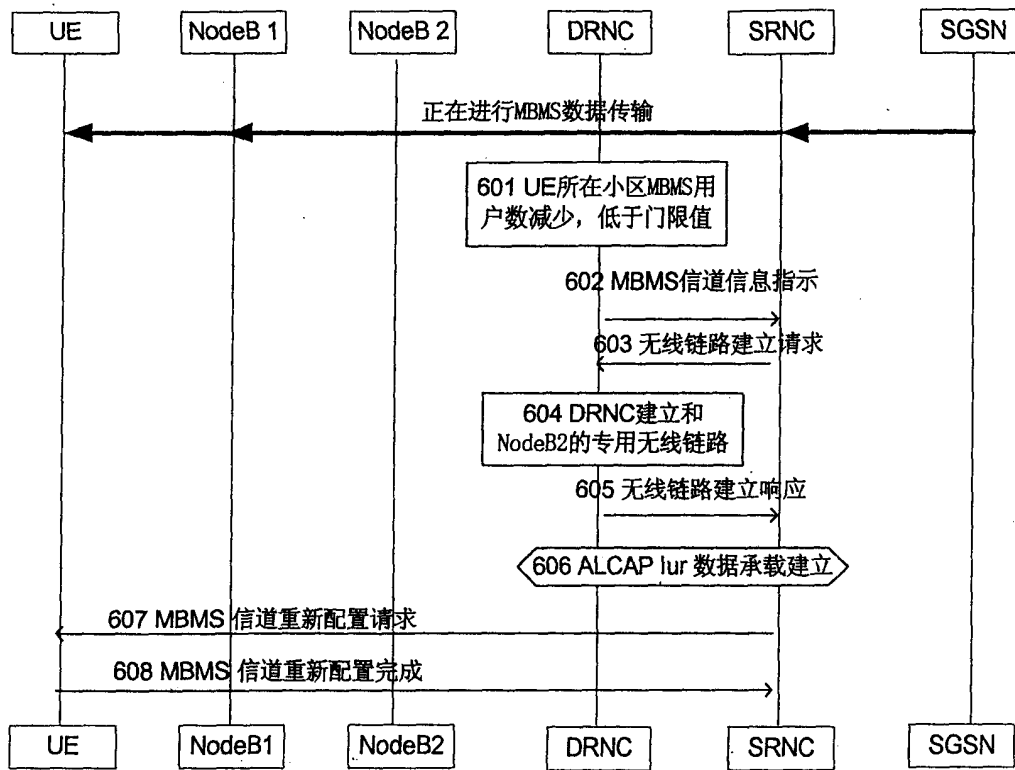 UE NodeB 1 NodeB 2 DRNC SRNC SGSN
正在进行MBMS数据传输
601 UE所在小区MBMS用
户数减少，低于门限值
602 MBMS信道信息指示
603 无线链路建立请求
604 DRNC建立和
NodeB2的专用无线链路
605 无线链路建立响应
606 ALCAP Iur 数据承载建立
607 MBMS 信道重新配置请求
608 MBMS 信道重新配置完成
UE NodeB1 NodeB2 DRNC SRNC SGSN